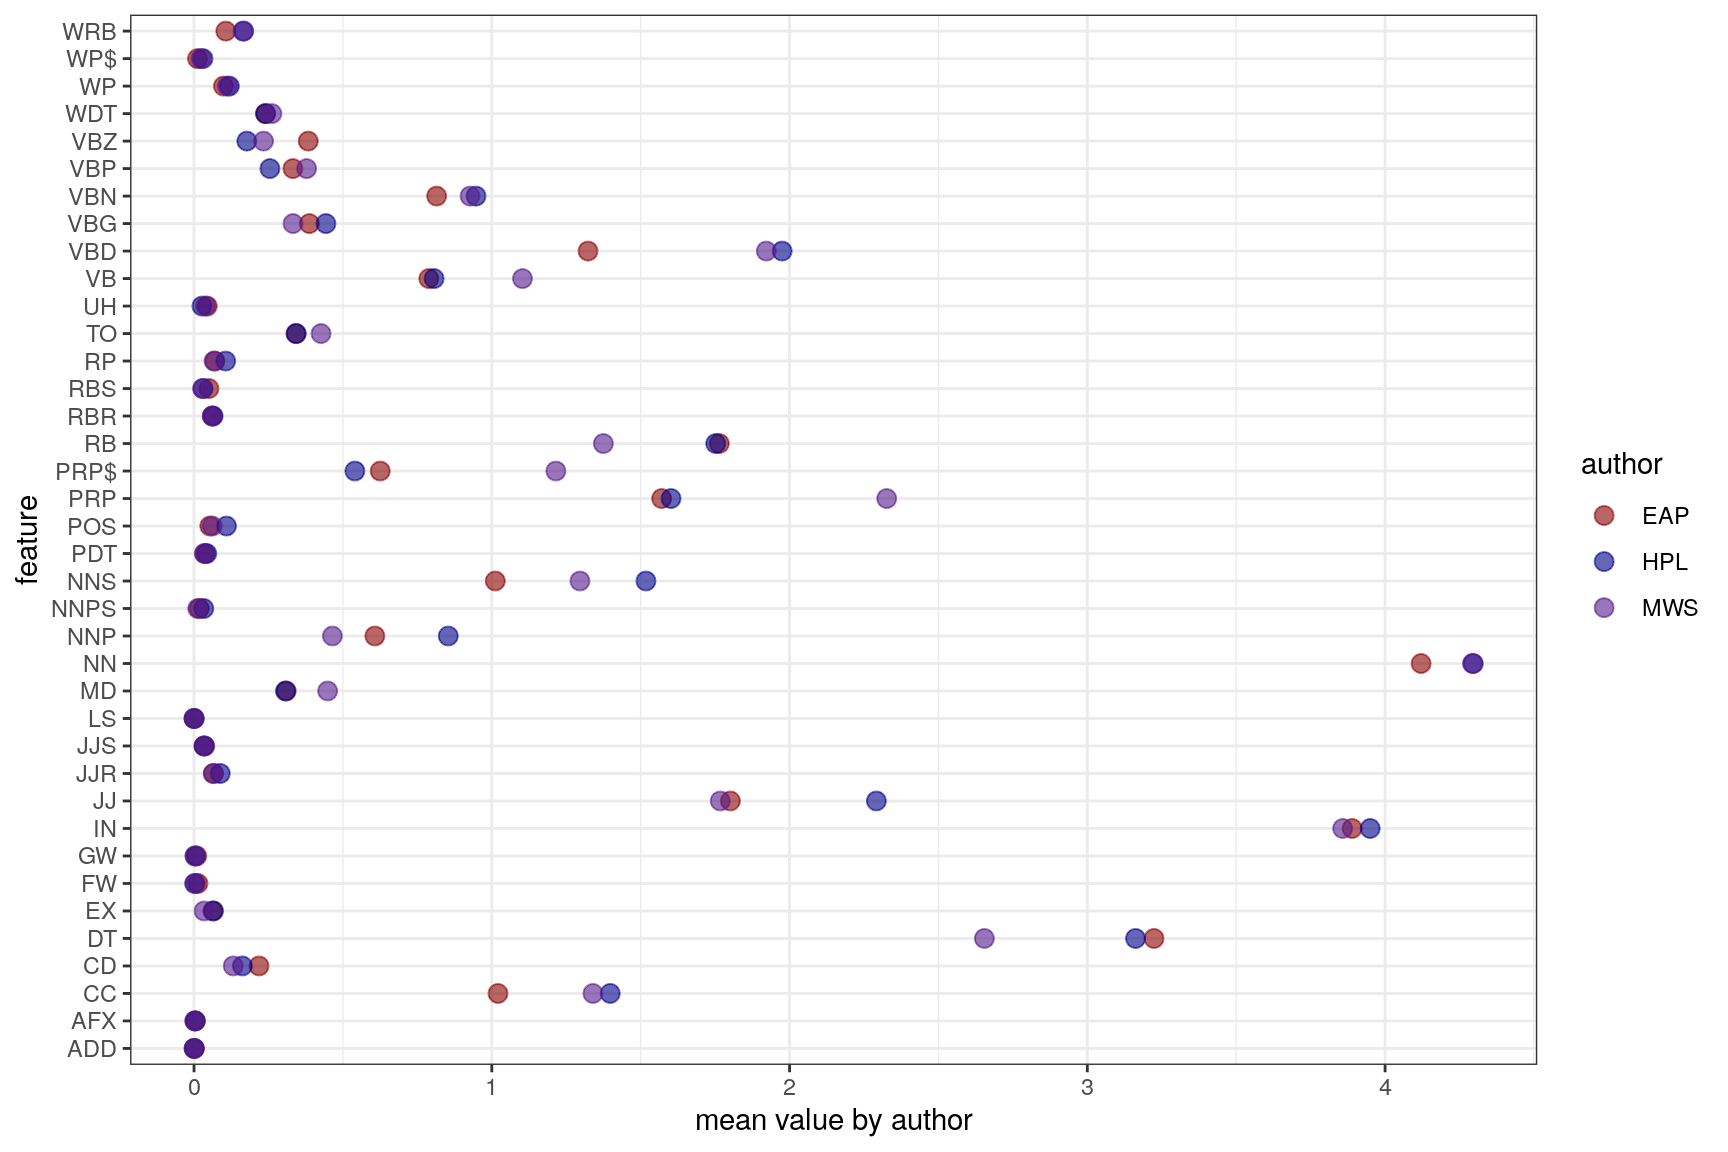 WRB
WP$
WP
WDT
VBZ
VBP
VBN
VBG
VBD
VB
UH
TO
RP
RBS
RBR
RB
PRP$
PRP
POS
PDT
NNS
NNPS
NNP
NN
MD
LS
JJS
JJR
JJ
IN
GW
FW
EX
DT
CD
CC
AFX
ADD
feature
0 1 2 3 4
mean value by author
author
EAP
HPL
MWS